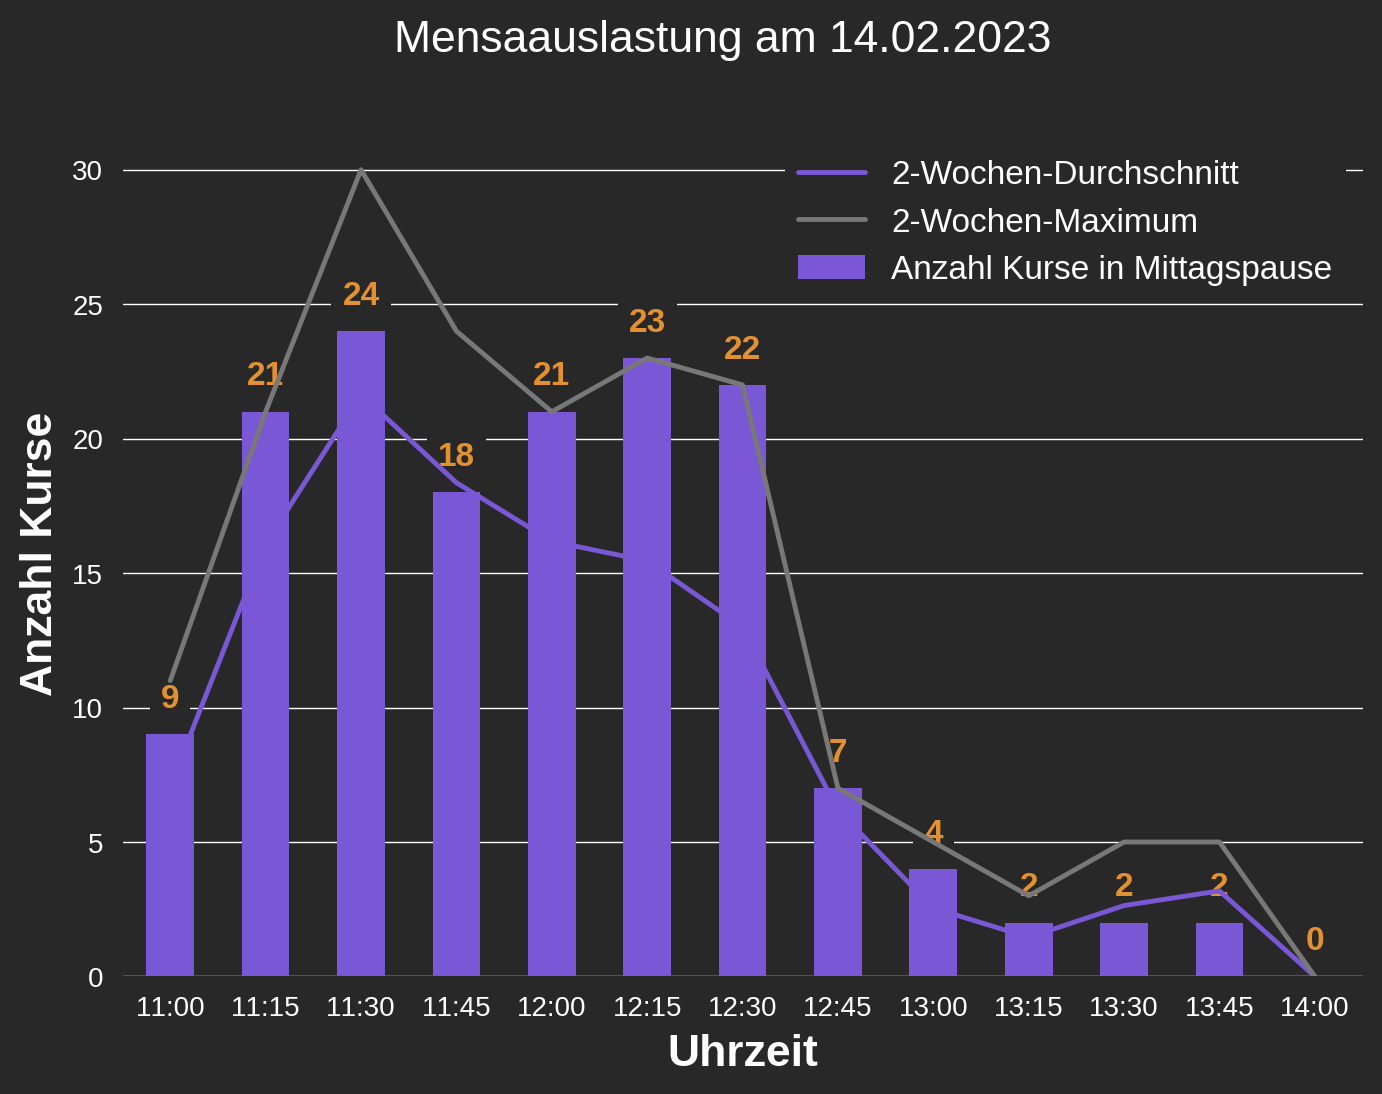 Mensaauslastung am 14.02.2023
2-Wochen-Durchschnitt
2-Wochen-Maximum
Anzahl Kurse in Mittagspause
Anzahl Kurse
30
25
20
15
10
5
0
9
21
24
18
21
23
22
7
4
2
2
2
0
11:00 11:15 11:30 11:45 12:00 12:15 12:30 12:45 13:00 13:15 13:30 13:45 14:00
Uhrzeit